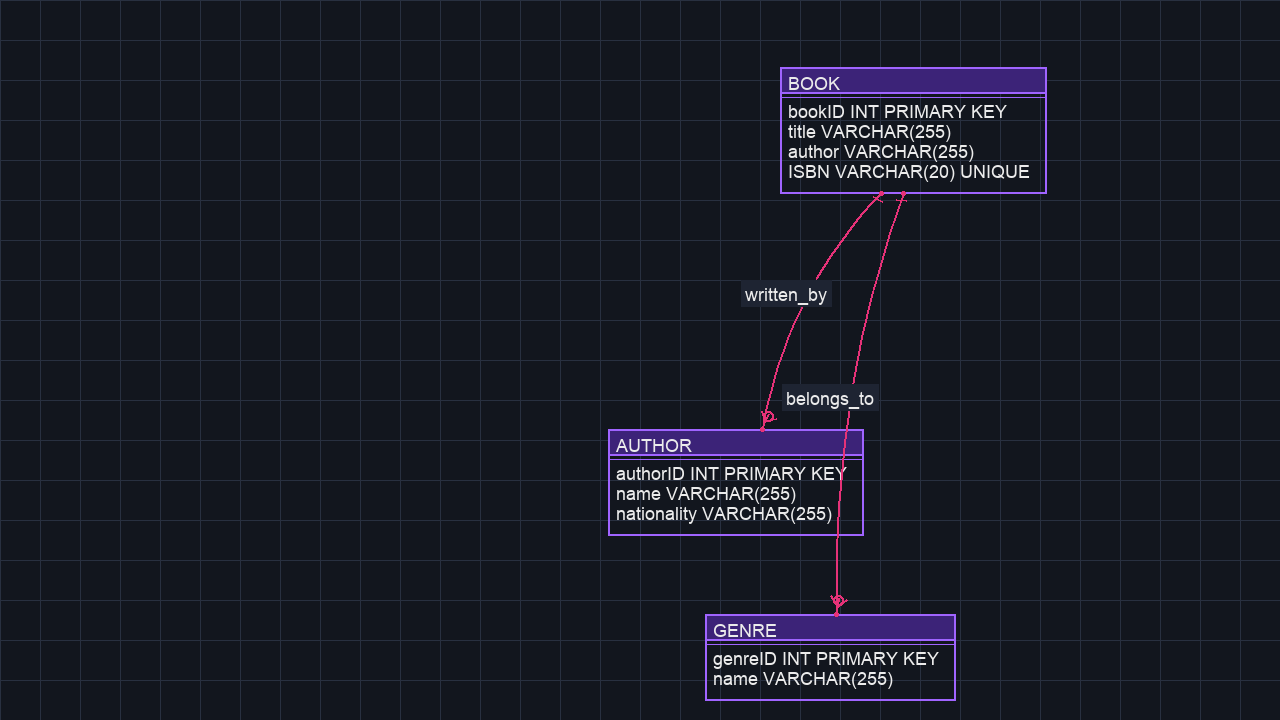 BOOK
bookID INT PRIMARY KEY
title VARCHAR(255)
author VARCHAR(255)
ISBN VARCHAR(20) UNIQUE
written_by
belongs_to
AUTHOR
authorID INT PRIMARY KEY
name VARCHAR(255)
nationality VARCHAR(255)
GENRE
genreID INT PRIMARY KEY
name VARCHAR(255)